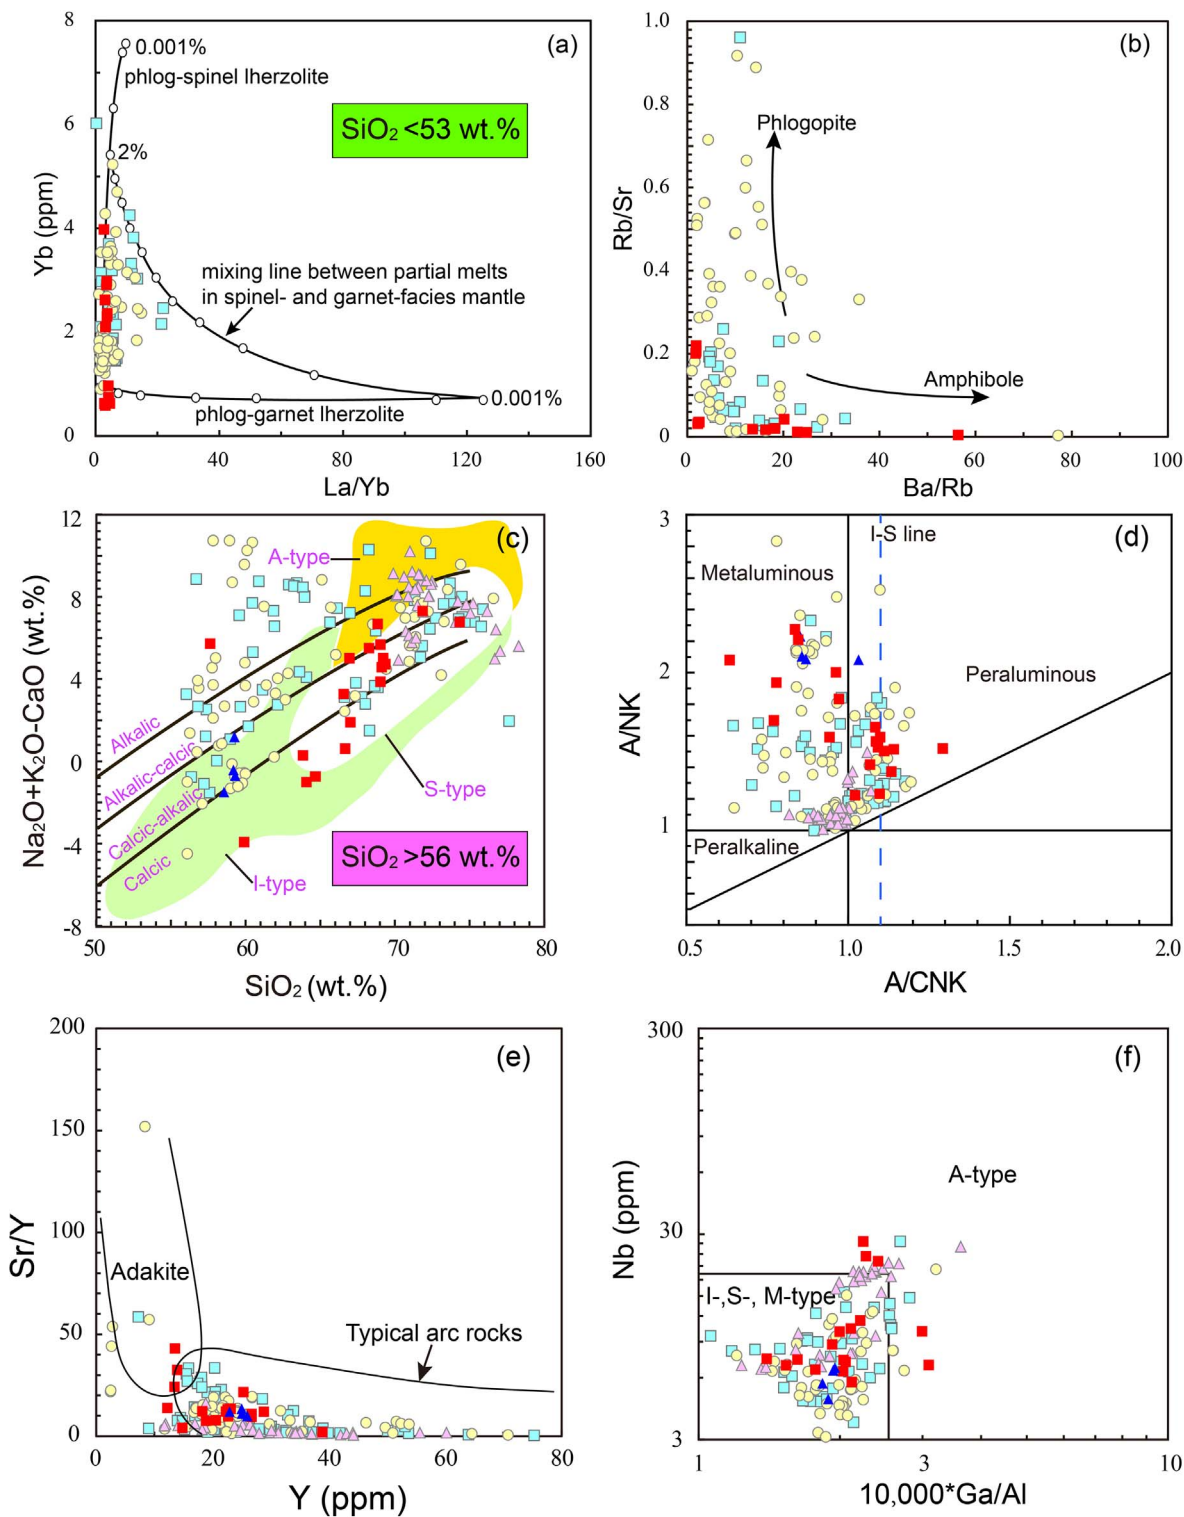 (a)
8
6
4
2
0
Yb (ppm)
0.001%
phlog-spinel lherzolite
SiO₂ <53 wt.%
2%
mixing line between partial melts
in spinel- and garnet-facies mantle
phlog-garnet lherzolite
0.001%
0 40 80 120 160
La/Yb
(b)
1.0
0.8
0.6
0.4
0.2
0
Rb/Sr
Phlogopite
Amphibole
0 20 40 60 80 100
Ba/Rb
(c)
12
8
4
0
-4
-8
Na₂O+K₂O-CaO (wt.%)
A-type
Alkalic
Alkalic-calcic
Calcic-alkalic
Calcic
S-type
I-type
SiO₂ >56 wt.%
50 60 70 80
SiO₂ (wt.%)
(d)
3
2
1
A/NK
I-S line
Metaluminous
Peraluminous
Peralkaline
0.5 1.0 1.5 2.0
A/CNK
(e)
200
150
100
50
0
Sr/Y
Adakite
Typical arc rocks
0 20 40 60 80
Y (ppm)
(f)
300
30
3
Nb (ppm)
A-type
I-,S-, M-type
1 3 10
10,000*Ga/Al